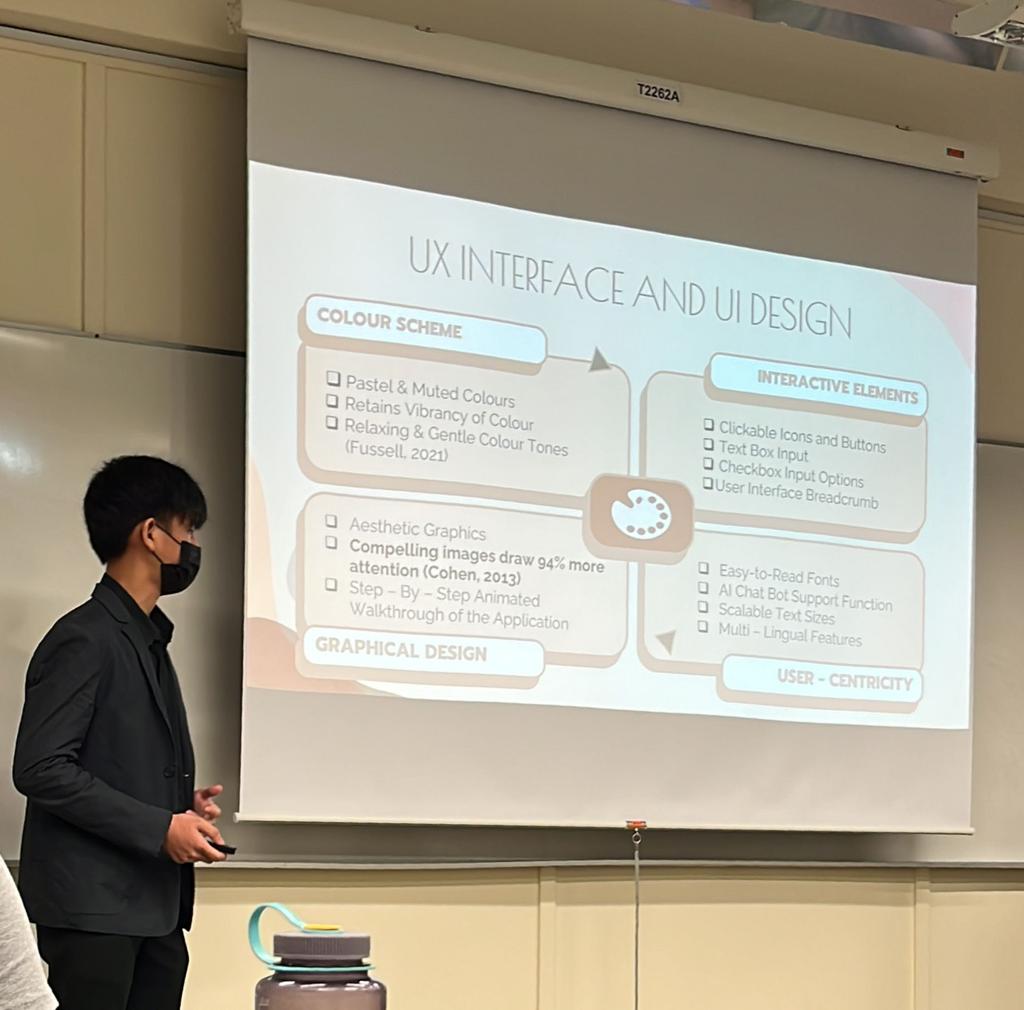 T2262A
UX INTERFACE AND UI DESIGN
COLOUR SCHEME
❑ Pastel & Muted Colours
❑ Retains Vibrancy of Colour
❑ Relaxing & Gentle Colour Tones
(Fussell, 2021)
INTERACTIVE ELEMENTS
❑ Clickable Icons and Buttons
❑ Text Box Input
❑ Checkbox Input Options
❑User Interface Breadcrumb
❑ Aesthetic Graphics
❑ Compelling images draw 94% more
attention (Cohen, 2013)
❑ Step – By – Step Animated
Walkthrough of the Application
GRAPHICAL DESIGN
❑ Easy-to-Read Fonts
❑ AI Chat Bot Support Function
❑ Scalable Text Sizes
❑ Multi – Lingual Features
USER - CENTRICITY